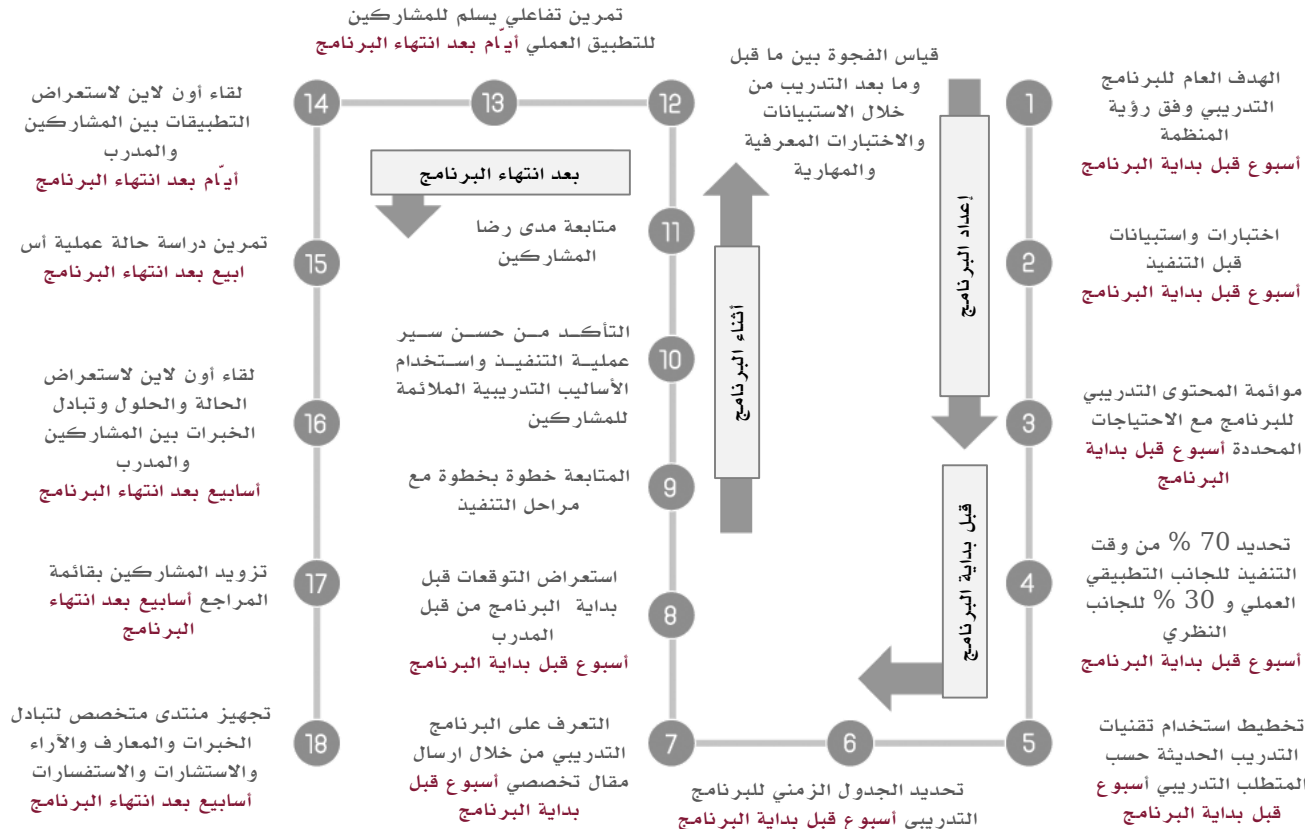 1
الهدف العام للبرنامج
التدريبي وفق رؤية
المنظمة
أسبوع قبل بداية البرنامج
2
اختبارات واستبيانات
قبل التنفيذ
أسبوع قبل بداية البرنامج
3
موائمة المحتوى التدريبي
للبرنامج مع الاحتياجات
المحددة أسبوع قبل بداية
البرنامج
4
تحديد 70 % من وقت
التنفيذ للجانب التطبيقي
العملي و 30 % للجانب
النظري
أسبوع قبل بداية البرنامج
5
تخطيط استخدام تقنيات
التدريب الحديثة حسب
المتطلب التدريبي أسبوع
قبل بداية البرنامج
إعداد البرنامج
قبل بداية البرنامج
6
تحديد الجدول الزمني للبرنامج
التدريبي أسبوع قبل بداية البرنامج
7
التعرف على البرنامج
التدريبي من خلال ارسال
مقال تخصصي أسبوع قبل
بداية البرنامج
8
استعراض التوقعات قبل
بداية البرنامج من قبل
المدرب
أسبوع قبل بداية البرنامج
أثناء البرنامج
9
المتابعة خطوة بخطوة مع
مراحل التنفيذ
10
التأكد من حسن سير
عملية التنفيذ واستخدام
الأساليب التدريبية الملائمة
للمشاركين
11
متابعة مدى رضا
المشاركين
12
قياس الفجوة بين ما قبل
وما بعد التدريب من
خلال الاستبيانات
والاختبارات المعرفية
والمهارية
بعد انتهاء البرنامج
13
تمرين تفاعلي يسلم للمشاركين
للتطبيق العملي أيّام بعد انتهاء البرنامج
14
لقاء أون لاين لاستعراض
التطبيقات بين المشاركين
والمدرب
أيّام بعد انتهاء البرنامج
15
تمرين دراسة حالة عملية أس
ابيع بعد انتهاء البرنامج
16
لقاء أون لاين لاستعراض
الحالة والحلول وتبادل
الخبرات بين المشاركين
والمدرب
أسابيع بعد انتهاء البرنامج
17
تزويد المشاركين بقائمة
المراجع أسابيع بعد انتهاء
البرنامج
18
تجهيز منتدى متخصص لتبادل
الخبرات والمعارف والآراء
والاستشارات والاستفسارات
أسابيع بعد انتهاء البرنامج